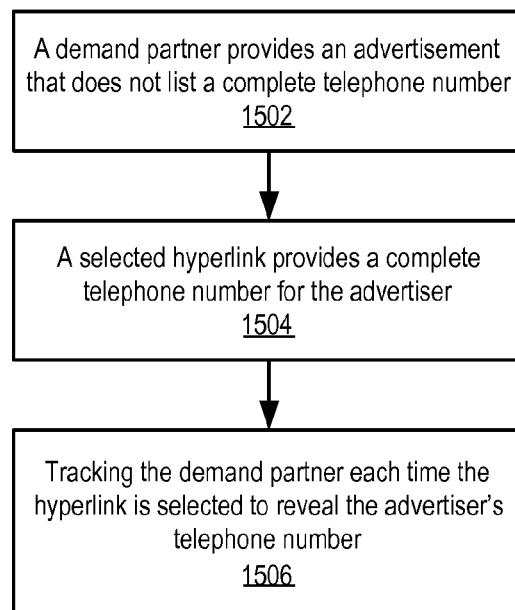 A demand partner provides an advertisement
that does not list a complete telephone number
1502
A selected hyperlink provides a complete
telephone number for the advertiser
1504
Tracking the demand partner each time the
hyperlink is selected to reveal the advertiser's
telephone number
1506